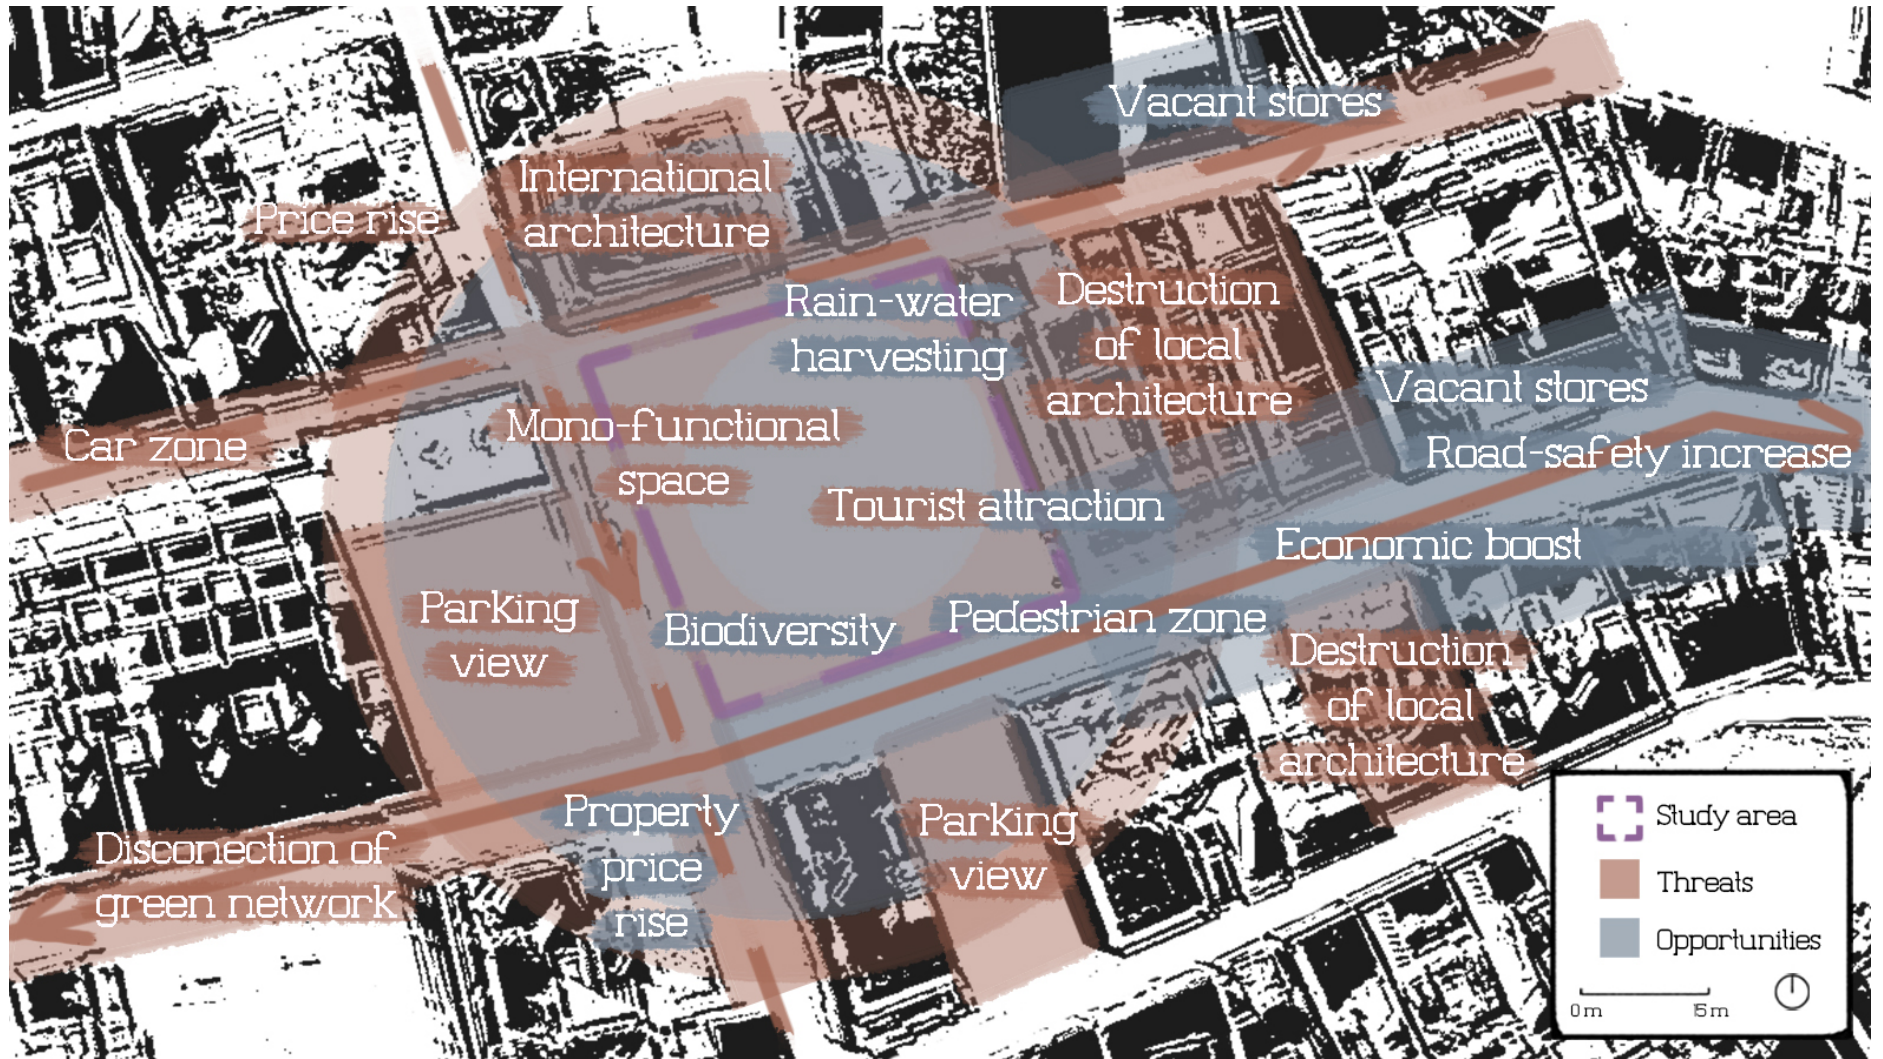 Vacant stores
International
architecture
Price rise
Rain-water
harvesting
Destruction
of local
architecture
Vacant stores
Car zone
Mono-functional
space
Road-safety increase
Tourist attraction
Economic boost
Parking
view
Biodiversity
Pedestrian zone
Destruction
of local
architecture
Property
price
rise
Parking
view
Disconection of
green network
Study area
Threats
Opportunities
0 m
15 m